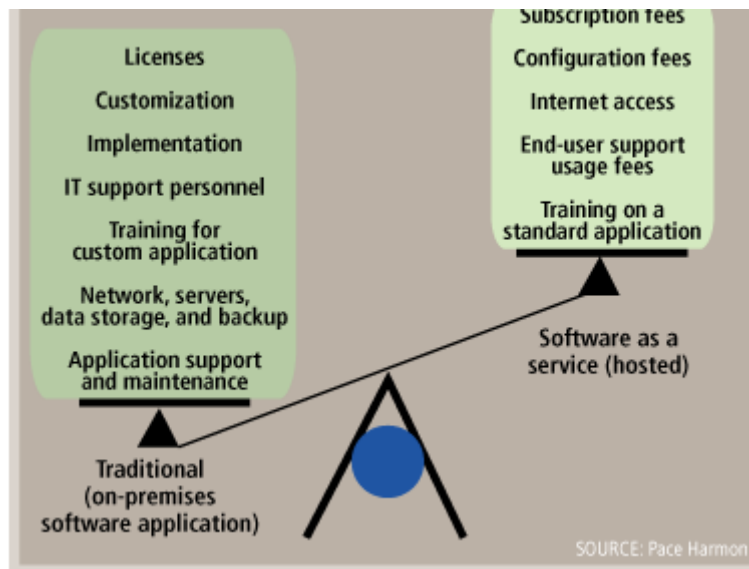 Licenses
Customization
Implementation
IT support personnel
Training for
custom application
Network, servers,
data storage, and backup
Application support
and maintenance
Traditional
(on-premises
software application)
Subscription fees
Configuration fees
Internet access
End-user support
usage fees
Training on a
standard application
Software as a
service (hosted)
SOURCE: Pace Harmon